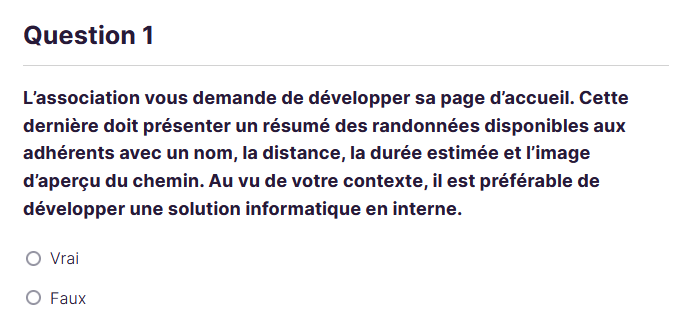 Question 1
L’association vous demande de développer sa page d’accueil. Cette
dernière doit présenter un résumé des randonnées disponibles aux
adhérents avec un nom, la distance, la durée estimée et l’image
d’aperçu du chemin. Au vu de votre contexte, il est préférable de
développer une solution informatique en interne.
Vrai
Faux